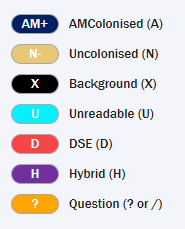 AM+ AMColonised (A)
N- Uncolonised (N)
X Background (X)
U Unreadable (U)
D DSE (D)
H Hybrid (H)
? Question (? or /)